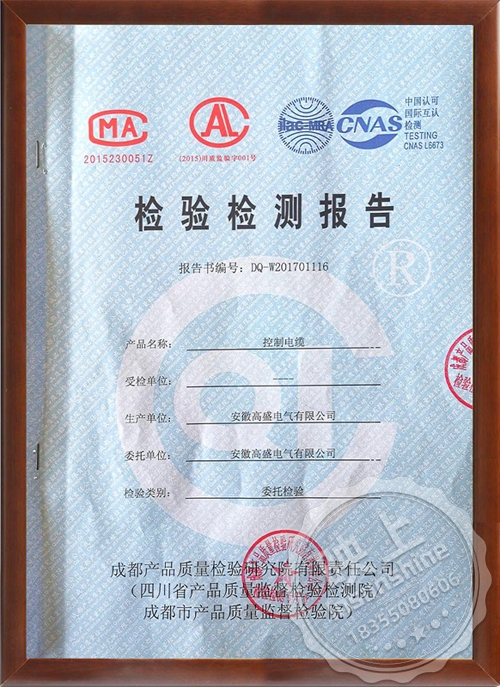 MA
2015230051Z
AL
(2015)川质监验字001号
ilac-MRA
CNAS
中国认可
国际互认
检测
TESTING
CNAS L6673
检验检测报告
报告书编号：DQ-W201701116
®
产品名称： 控制电缆
受检单位： ----
生产单位： 安徽高盛电气有限公司
委托单位： 安徽高盛电气有限公司
检验类别： 委托检验
成都产品质量检验研究院有限责任公司
（四川省产品质量监督检验检测院）
成都市产品质量监督检验院）